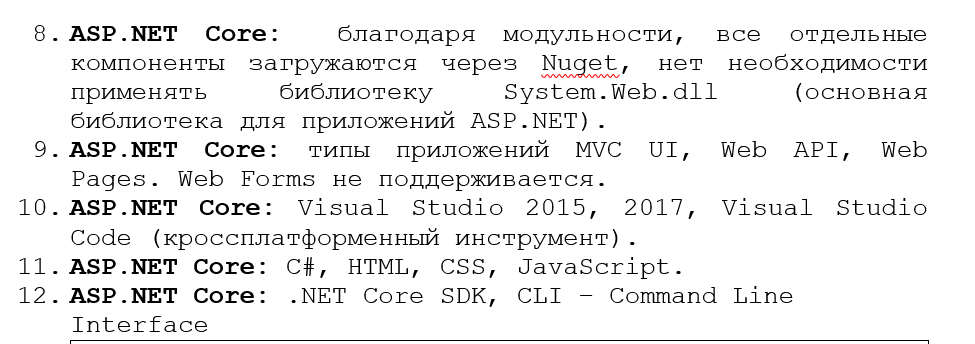 8. ASP.NET Core: благодаря модульности, все отдельные
компоненты загружаются через Nuget, нет необходимости
применять библиотеку System.Web.dll (основная
библиотека для приложений ASP.NET).
9. ASP.NET Core: типы приложений MVC UI, Web API, Web
Pages. Web Forms не поддерживается.
10. ASP.NET Core: Visual Studio 2015, 2017, Visual Studio
Code (кроссплатформенный инструмент).
11. ASP.NET Core: C#, HTML, CSS, JavaScript.
12. ASP.NET Core: .NET Core SDK, CLI – Command Line
Interface